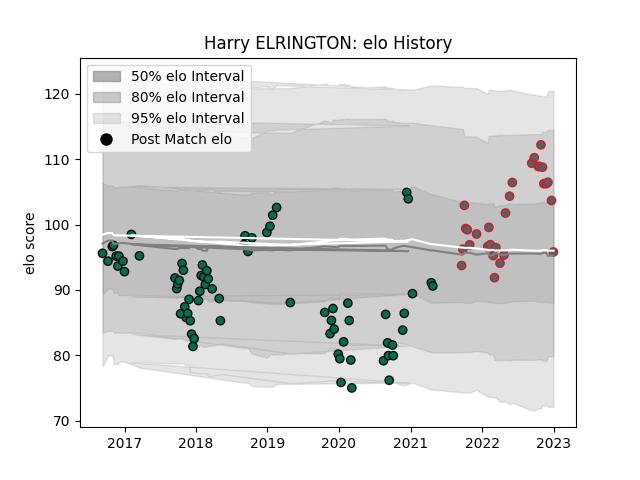 Harry ELRINGTON: elo History
50% elo Interval
80% elo Interval
95% elo Interval
Post Match elo
elo score
120
110
100
90
80
70
2017 2018 2019 2020 2021 2022 2023